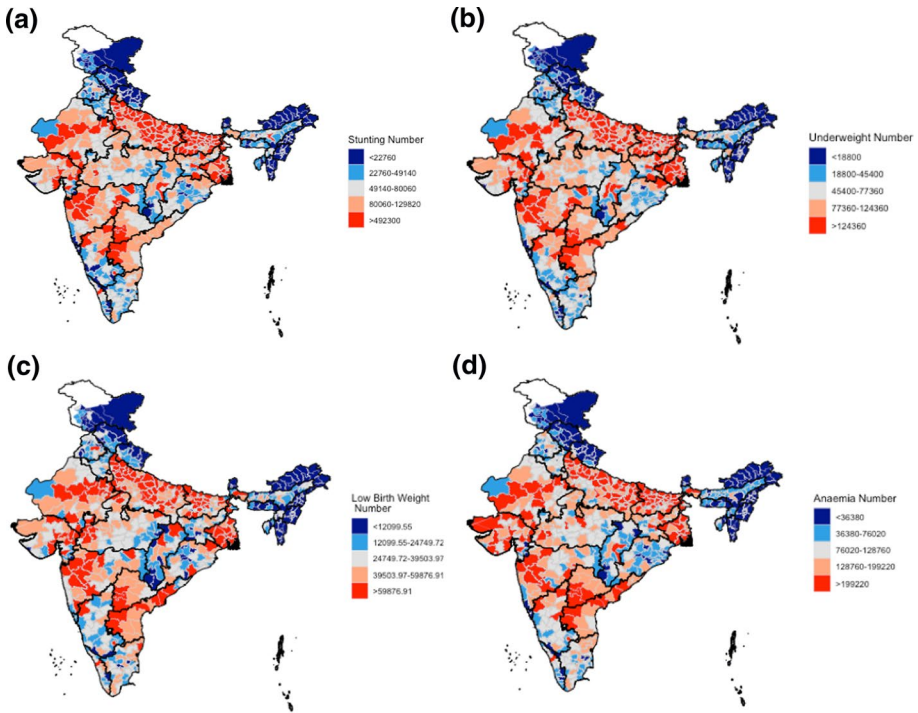 (a)
Stunting Number
<22760
22760-49140
49140-80060
80060-129820
>492300
(b)
Underweight Number
<18800
18800-45400
45400-77360
77360-124360
>124360
(c)
Low Birth Weight
Number
<12099.55
12099.55-24749.72
24749.72-39503.97
39503.97-59876.91
>59876.91
(d)
Anaemia Number
<36380
36380-76020
76020-128760
128760-199220
>199220